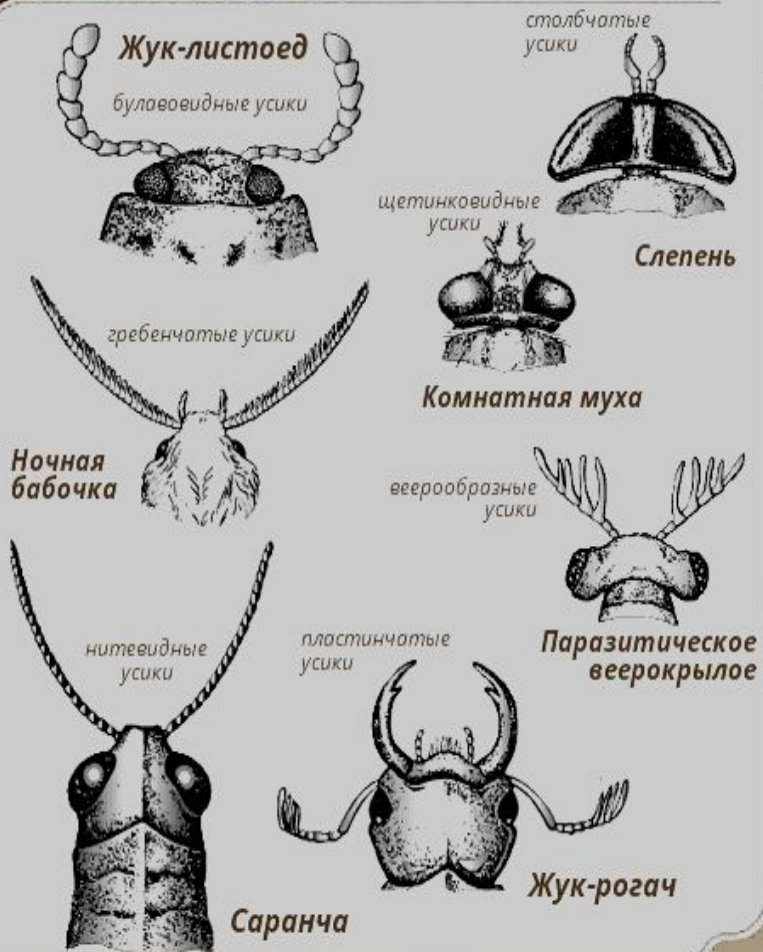 столбчатые
усики
Жук-листоед
булавовидные усики
щетинковидные
усики
Слепень
гребенчатые усики
Комнатная муха
Ночная
бабочка
веерообразные
усики
нитевидные
усики
пластинчатые
усики
Паразитическое
веерокрылое
Жук-рогач
Саранча